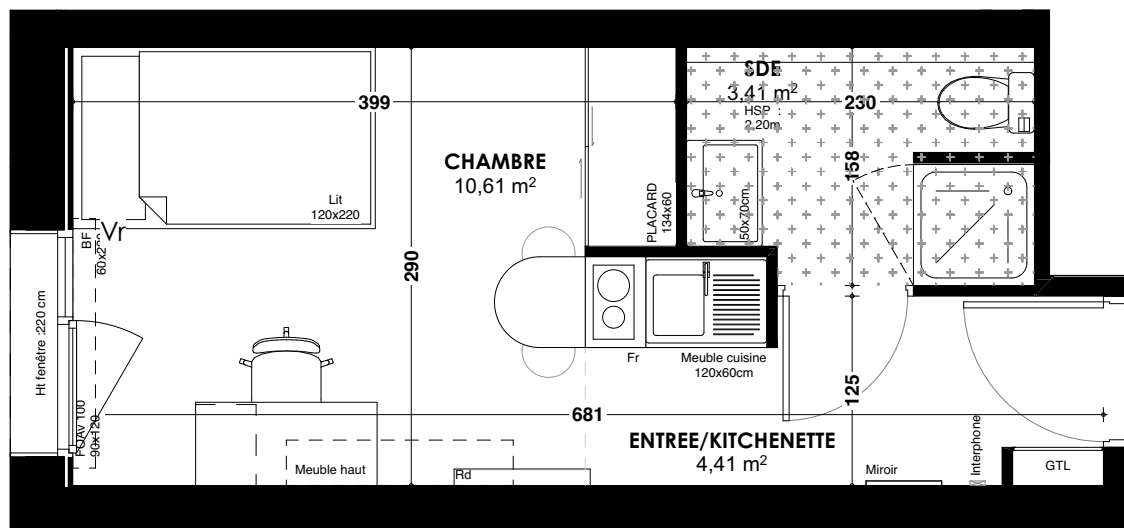 SDE
3,41 m²
HSP :
2.20m
399
230
158
CHAMBRE
10,61 m²
Lit
120x220
PLACARD
134x60
50x70cm
Vr
BF
290
Ht fenêtre :220 cm
Fr
Meuble cuisine
120x60cm
125
90x120
681
ENTREE/KITCHENETTE
4,41 m²
Meuble haut
Rd
Miroir
Interphone
GTL